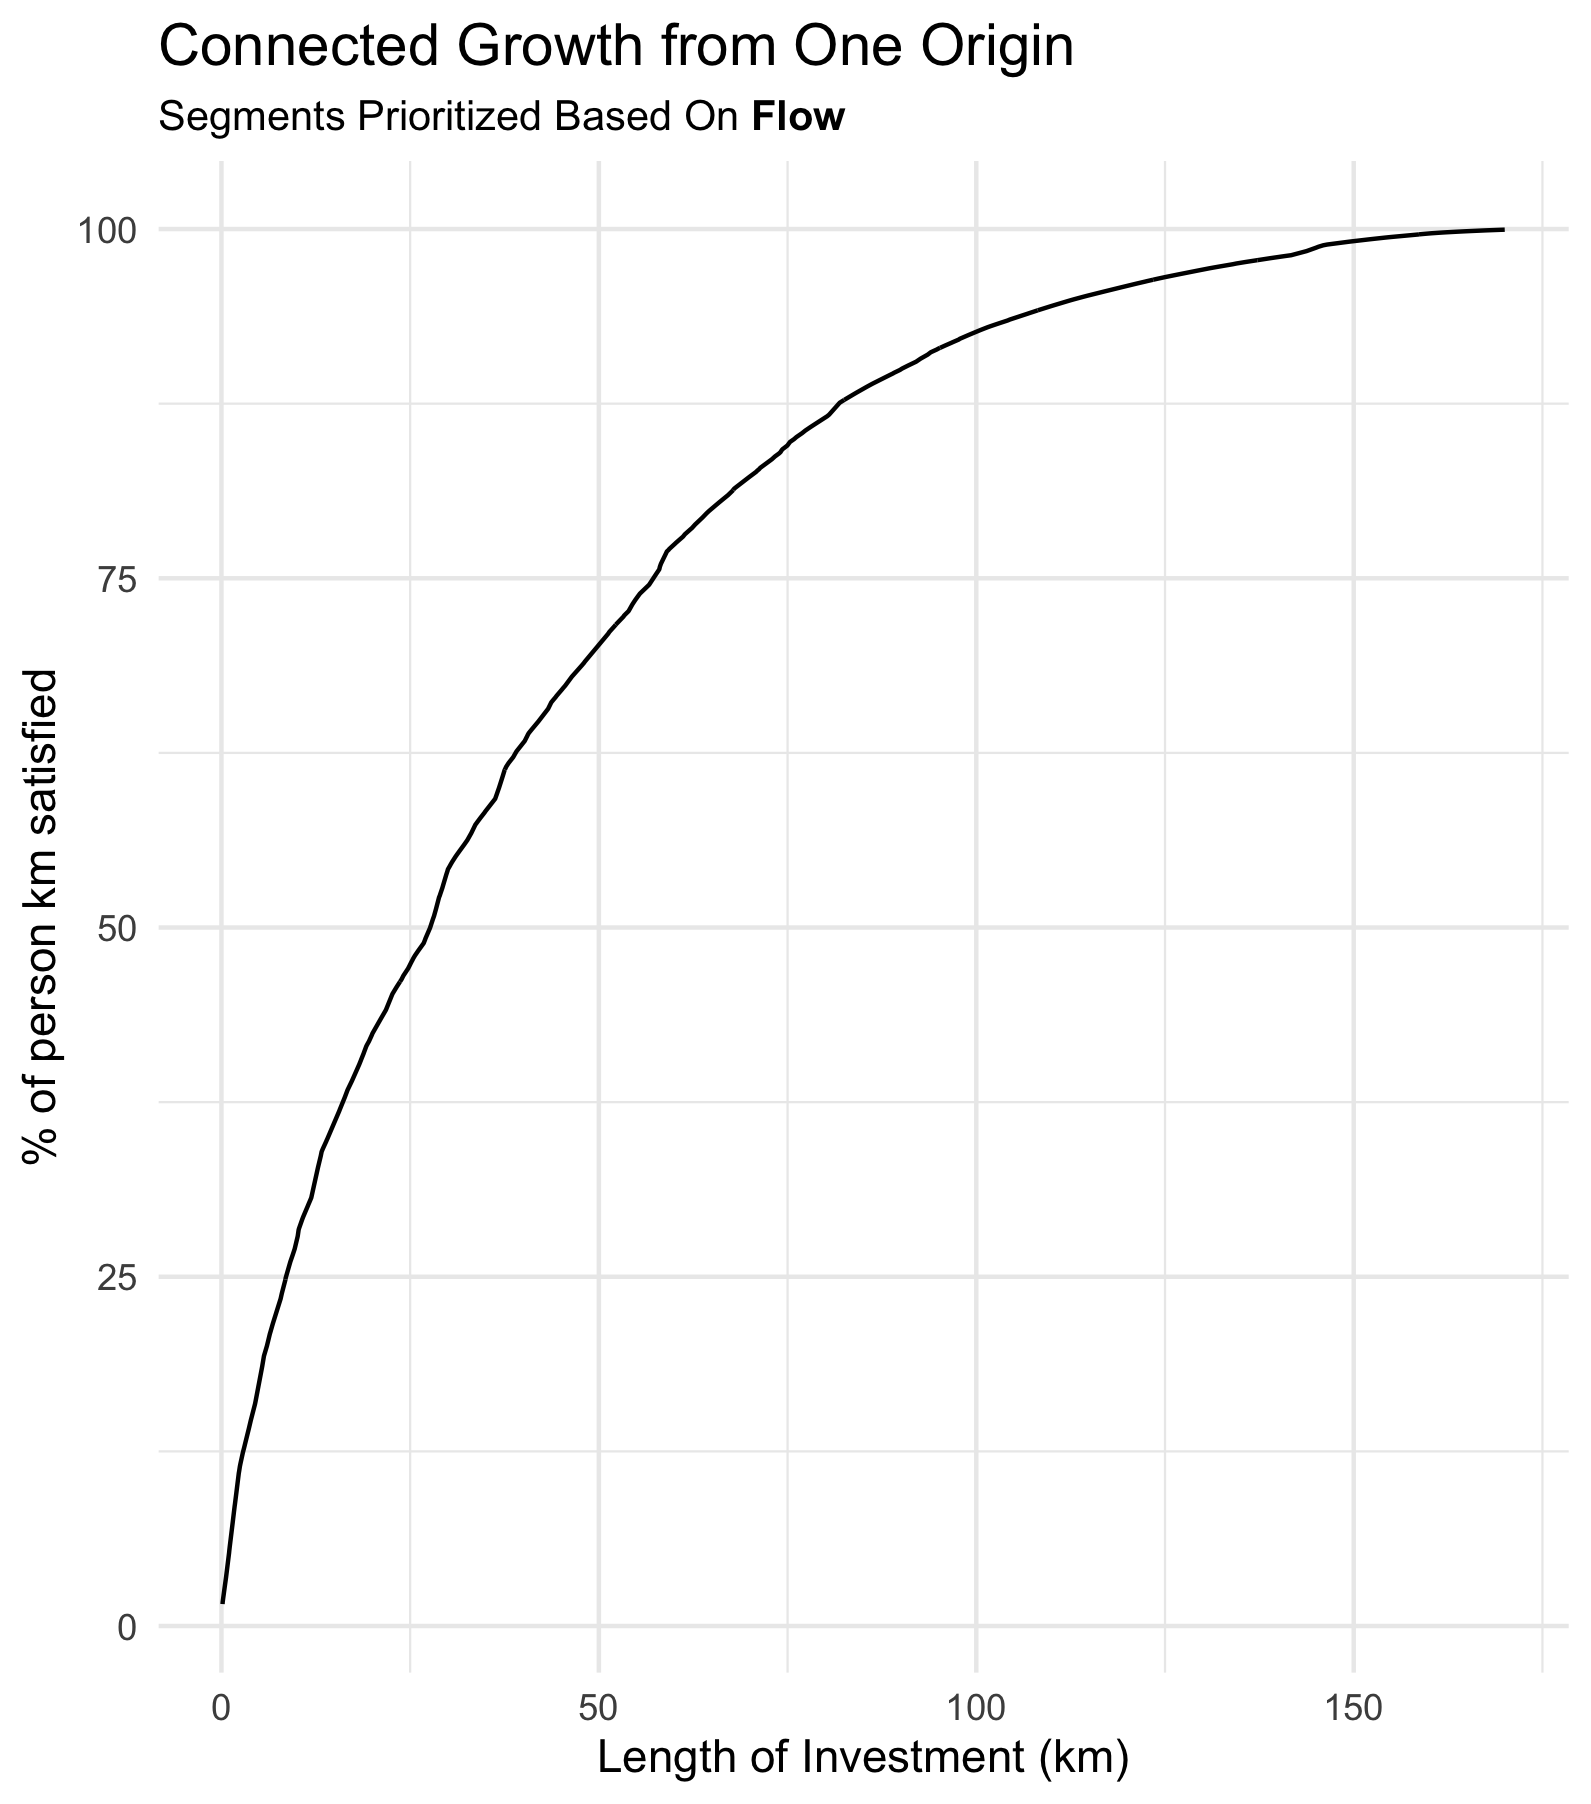 Connected Growth from One Origin
Segments Prioritized Based On Flow
% of person km satisfied
100
75
50
25
0
0 50 100 150
Length of Investment (km)